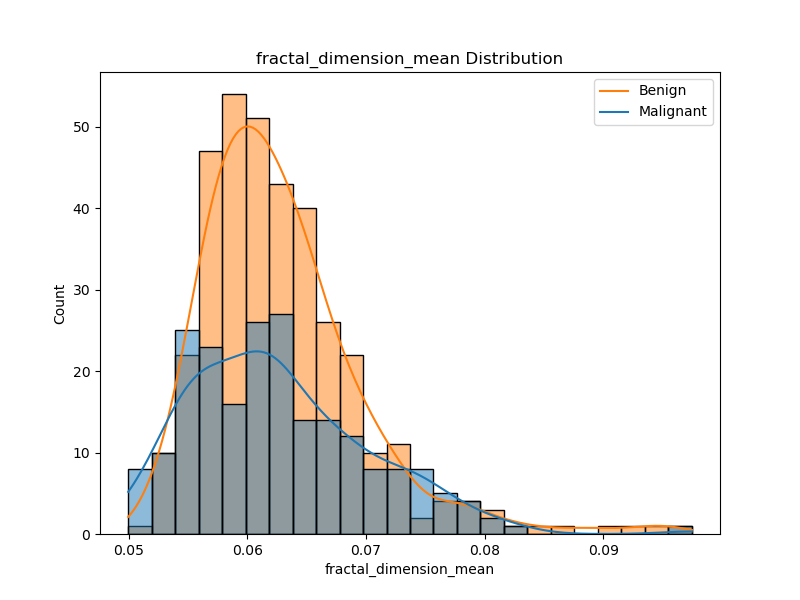 fractal_dimension_mean Distribution
Benign
Malignant
50
40
30
20
10
0
Count
0.05
0.06
0.07
0.08
0.09
fractal_dimension_mean